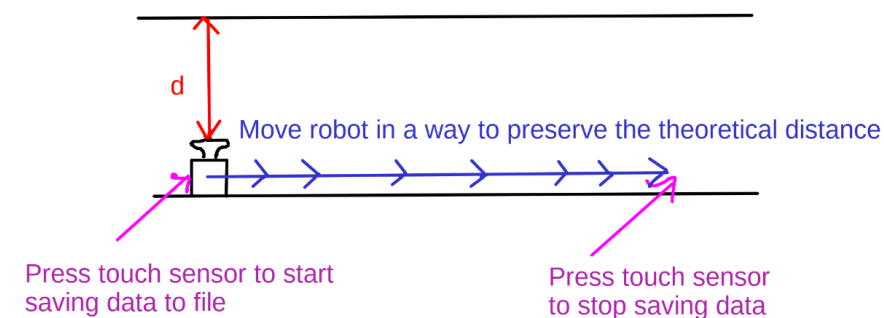 d
Move robot in a way to preserve the theoretical distance
Press touch sensor to start
saving data to file
Press touch sensor
to stop saving data